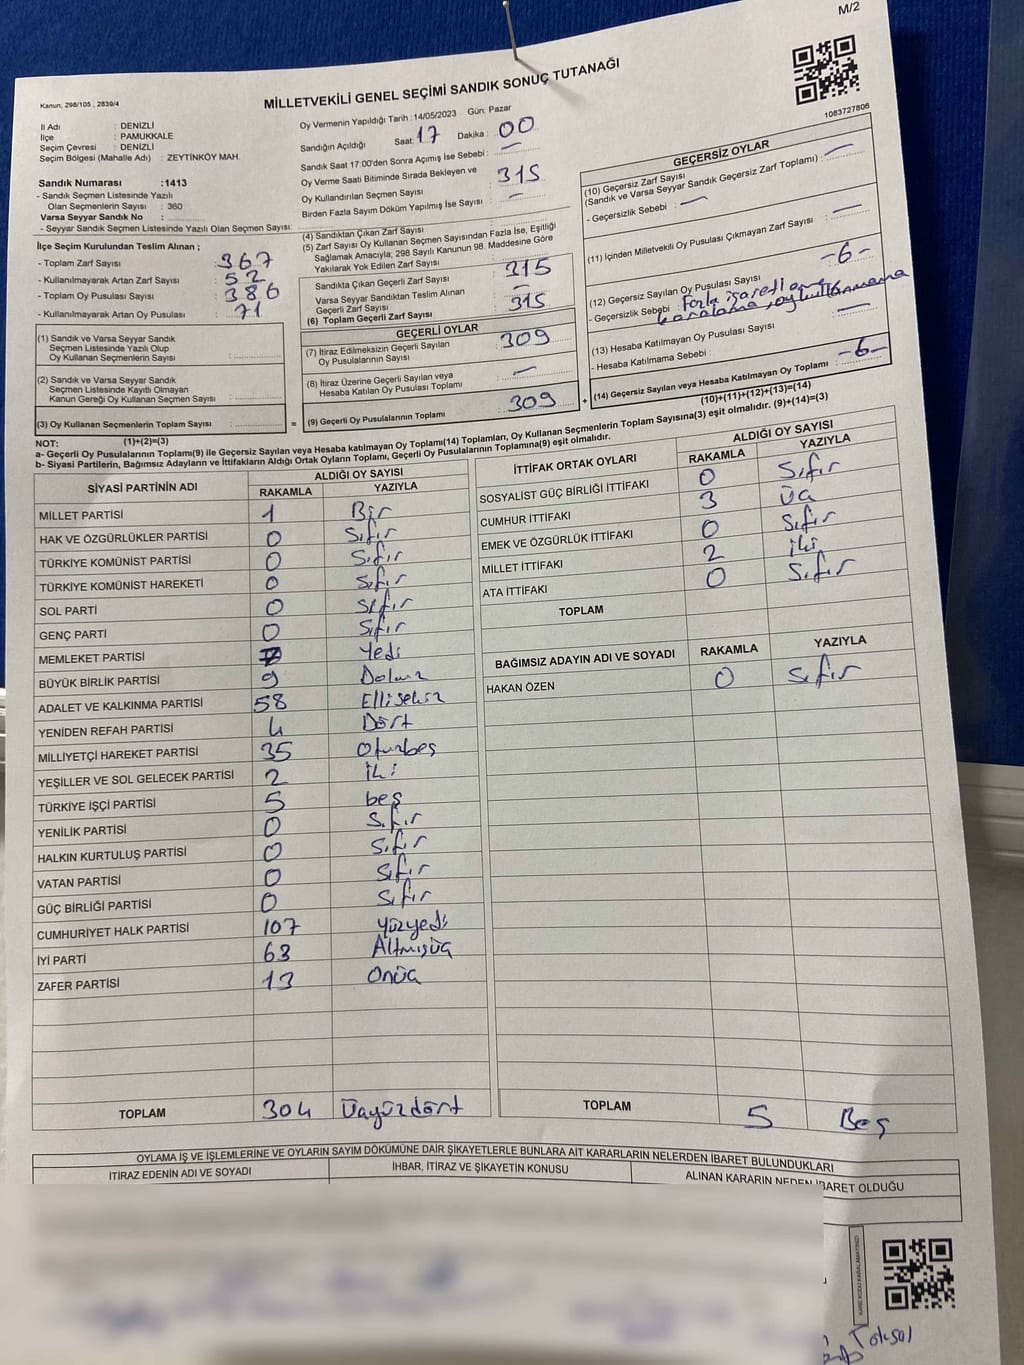 M/2
Kanun, 298/105 , 2839/4
MİLLETVEKİLİ GENEL SEÇİMİ SANDIK SONUÇ TUTANAĞI
1083727806
İl Adı : DENİZLİ
İlçe : PAMUKKALE
Seçim Çevresi : DENİZLİ
Seçim Bölgesi (Mahalle Adı) : ZEYTİNKÖY MAH.
Sandık Numarası :1413
- Sandık Seçmen Listesinde Yazılı
Olan Seçmenlerin Sayısı : 360
Varsa Seyyar Sandık No :
- Seyyar Sandık Seçmen Listesinde Yazılı Olan Seçmen Sayısı:
İlçe Seçim Kurulundan Teslim Alınan ;
- Toplam Zarf Sayısı : 367
- Kullanılmayarak Artan Zarf Sayısı : 52
- Toplam Oy Pusulası Sayısı : 386
- Kullanılmayarak Artan Oy Pusulası : 71
(1) Sandık ve Varsa Seyyar Sandık
Seçmen Listesinde Yazılı Olup
Oy Kullanan Seçmenlerin Sayısı :
(2) Sandık ve Varsa Seyyar Sandık
Seçmen Listesinde Kayıtlı Olmayan
Kanun Gereği Oy Kullanan Seçmen Sayısı :
(3) Oy Kullanan Seçmenlerin Toplam Sayısı :
(1)+(2)=(3)
Oy Vermenin Yapıldığı Tarih : 14/05/2023 Gün: Pazar
Sandığın Açıldığı Saat: 17 Dakika : 00
Sandık Saat 17:00'den Sonra Açımış İse Sebebi : —
Oy Verme Saati Bitiminde Sırada Bekleyen ve
Oy Kullandırılan Seçmen Sayısı : 315
Birden Fazla Sayım Döküm Yapılmış İse Sayısı : —
(4) Sandıktan Çıkan Zarf Sayısı
(5) Zarf Sayısı Oy Kullanan Seçmen Sayısından Fazla İse, Eşitliği
Sağlamak Amacıyla, 298 Sayılı Kanunun 98. Maddesine Göre
Yakılarak Yok Edilen Zarf Sayısı :
Sandıkta Çıkan Geçerli Zarf Sayısı : 315
Varsa Seyyar Sandıktan Teslim Alınan
Geçerli Zarf Sayısı : —
(6) Toplam Geçerli Zarf Sayısı : 315
GEÇERLİ OYLAR
(7) İtiraz Edilmeksizin Geçerli Sayılan
Oy Pusulalarının Sayısı : 309
(8) İtiraz Üzerine Geçerli Sayılan veya
Hesaba Katılan Oy Pusulası Toplamı : —
(9) Geçerli Oy Pusulalarının Toplamı : 309
GEÇERSİZ OYLAR
(10) Geçersiz Zarf Sayısı
(Sandık ve Varsa Seyyar Sandık Geçersiz Zarf Toplamı) : —
- Geçersizlik Sebebi : —
(11) İçinden Milletvekili Oy Pusulası Çıkmayan Zarf Sayısı : —
(12) Geçersiz Sayılan Oy Pusulası Sayısı : -6-
- Geçersizlik Sebebi : Fazla işaretleme
karalama, oy kullanmama
(13) Hesaba Katılmayan Oy Pusulası Sayısı : —
- Hesaba Katılmama Sebebi :
(14) Geçersiz Sayılan veya Hesaba Katılmayan Oy Toplamı : -6-
(10)+(11)+(12)+(13)=(14)
NOT:
a- Geçerli Oy Pusulalarının Toplamı(9) ile Geçersiz Sayılan veya Hesaba katılmayan Oy Toplamı(14) Toplamları, Oy Kullanan Seçmenlerin Toplam Sayısına(3) eşit olmalıdır. (9)+(14)=(3)
b- Siyasi Partilerin, Bağımsız Adayların ve İttifakların Aldığı Ortak Oyların Toplamı, Geçerli Oy Pusulalarının Toplamına(9) eşit olmalıdır.
SİYASİ PARTİNİN ADI ALDIĞI OY SAYISI
RAKAMLA YAZIYLA
MİLLET PARTİSİ 1 Bir
HAK VE ÖZGÜRLÜKLER PARTİSİ 0 Sıfır
TÜRKİYE KOMÜNİST PARTİSİ 0 Sıfır
TÜRKİYE KOMÜNİST HAREKETİ 0 Sıfır
SOL PARTİ 0 Sıfır
GENÇ PARTİ 0 Sıfır
MEMLEKET PARTİSİ 7 Yedi
BÜYÜK BİRLİK PARTİSİ 9 Dokuz
ADALET VE KALKINMA PARTİSİ 58 Ellisekiz
YENİDEN REFAH PARTİSİ 4 Dört
MİLLİYETÇİ HAREKET PARTİSİ 35 Otuzbeş
YEŞİLLER VE SOL GELECEK PARTİSİ 2 İki
TÜRKİYE İŞÇİ PARTİSİ 5 beş
YENİLİK PARTİSİ 0 Sıfır
HALKIN KURTULUŞ PARTİSİ 0 Sıfır
VATAN PARTİSİ 0 Sıfır
GÜÇ BİRLİĞİ PARTİSİ 0 Sıfır
CUMHURİYET HALK PARTİSİ 107 Yüzyedi
İYİ PARTİ 63 Altmışüç
ZAFER PARTİSİ 13 Onüç
TOPLAM 304 Üçyüzdört
İTTİFAK ORTAK OYLARI ALDIĞI OY SAYISI
RAKAMLA YAZIYLA
SOSYALİST GÜÇ BİRLİĞİ İTTİFAKI 0 Sıfır
CUMHUR İTTİFAKI 3 Üç
EMEK VE ÖZGÜRLÜK İTTİFAKI 0 Sıfır
MİLLET İTTİFAKI 2 İki
ATA İTTİFAKI 0 Sıfır
TOPLAM
BAĞIMSIZ ADAYIN ADI VE SOYADI RAKAMLA YAZIYLA
HAKAN ÖZEN 0 Sıfır
TOPLAM 5 Beş
OYLAMA İŞ VE İŞLEMLERİNE VE OYLARIN SAYIM DÖKÜMÜNE DAİR ŞİKAYETLERLE BUNLARA AİT KARARLARIN NELERDEN İBARET BULUNDUKLARI
İTİRAZ EDENİN ADI VE SOYADI İHBAR, İTİRAZ VE ŞİKAYETİN KONUSU ALINAN KARARIN NEDEN İBARET OLDUĞU